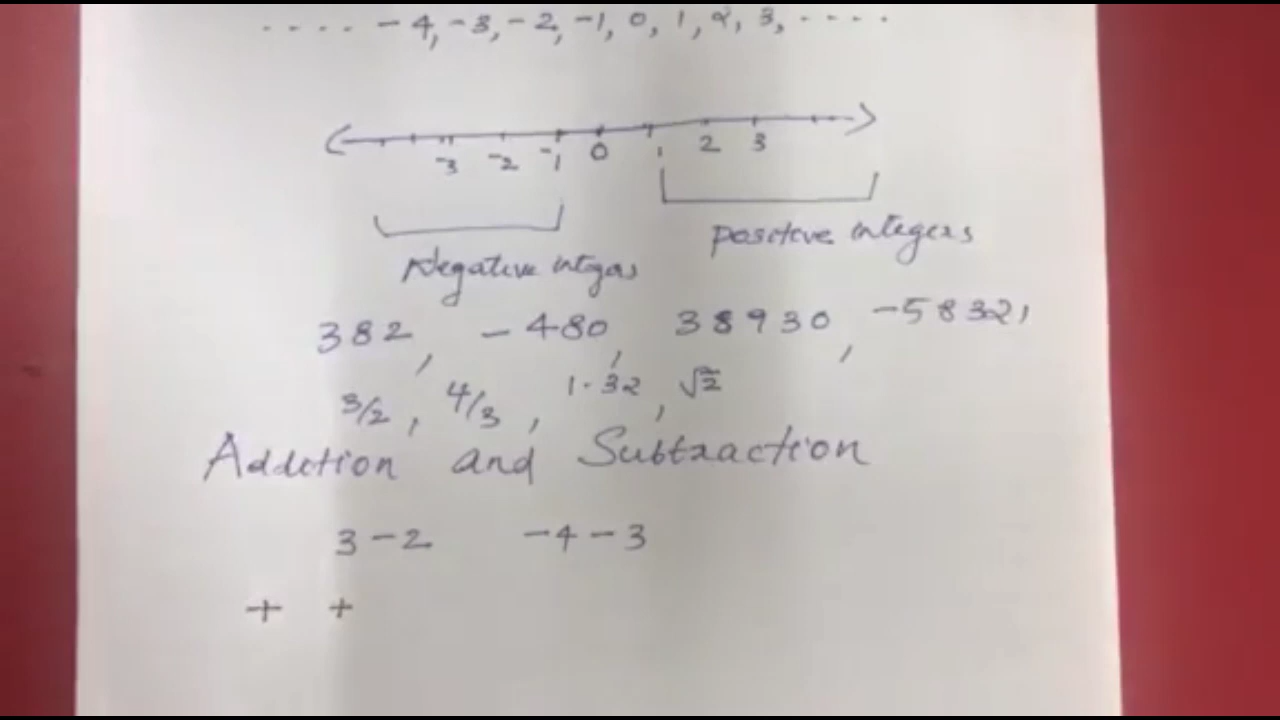 .... -4, -3, -2, -1, 0, 1, 2, 3, ....
-3 -2 -1 0 1 2 3
positive integers
Negative integers
382, -480, 38930, -58321
3/2, 4/3, 1.32, √2
Addition and Subtraction
3-2 -4-3
+ +